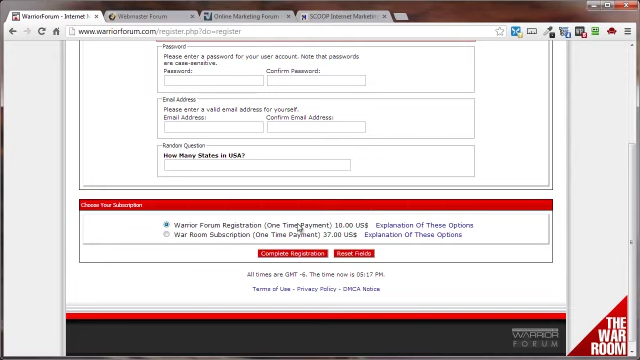 WarriorForum - Internet M
Webmaster Forum
Online Marketing Forum
SCOOP Internet Marketing
www.warriorforum.com/register.php?do=register
Password
Please enter a password for your user account. Note that passwords
are case-sensitive.
Password:
Confirm Password:
Email Address
Please enter a valid email address for yourself.
Email Address:
Confirm Email Address:
Random Question
How Many States in USA?
Choose Your Subscription
Warrior Forum Registration (One Time Payment) 10.00 US$ Explanation Of These Options
War Room Subscription (One Time Payment) 37.00 US$ Explanation Of These Options
Complete Registration
Reset Fields
All times are GMT -6. The time now is 05:17 PM.
Terms of Use - Privacy Policy - DMCA Notice
WARRIOR
FORUM
THE
WAR
ROOM